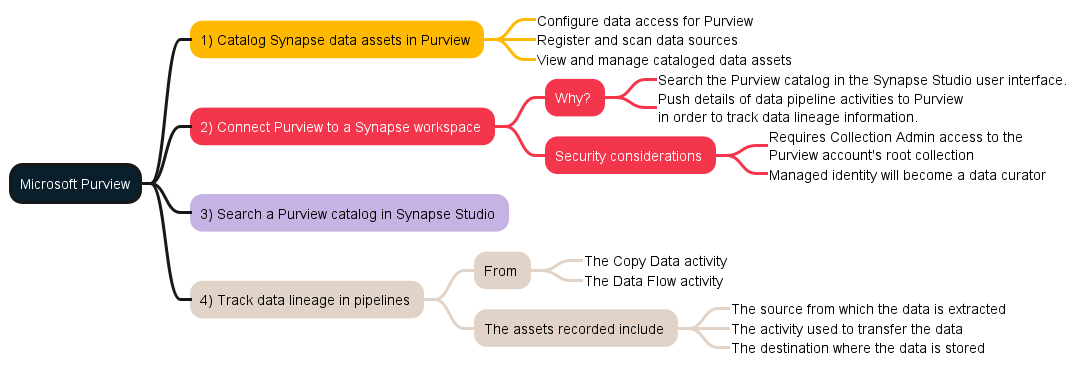 Microsoft Purview
1) Catalog Synapse data assets in Purview
Configure data access for Purview
Register and scan data sources
View and manage cataloged data assets
2) Connect Purview to a Synapse workspace
Why?
Search the Purview catalog in the Synapse Studio user interface.
Push details of data pipeline activities to Purview
in order to track data lineage information.
Security considerations
Requires Collection Admin access to the
Purview account's root collection
Managed identity will become a data curator
3) Search a Purview catalog in Synapse Studio
4) Track data lineage in pipelines
From
The Copy Data activity
The Data Flow activity
The assets recorded include
The source from which the data is extracted
The activity used to transfer the data
The destination where the data is stored